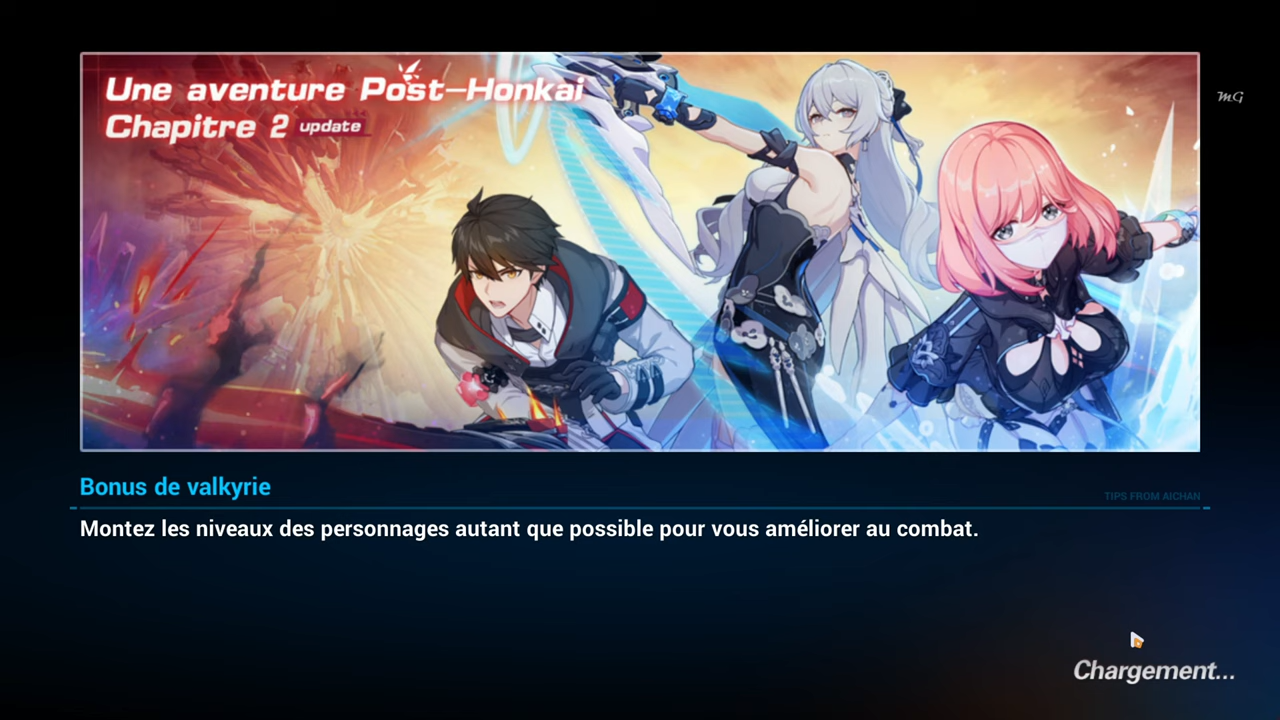 Une aventure Post-Honkai
Chapitre 2 update
MG
Bonus de valkyrie
TIPS FROM AICHAN
Montez les niveaux des personnages autant que possible pour vous améliorer au combat.
Chargement...